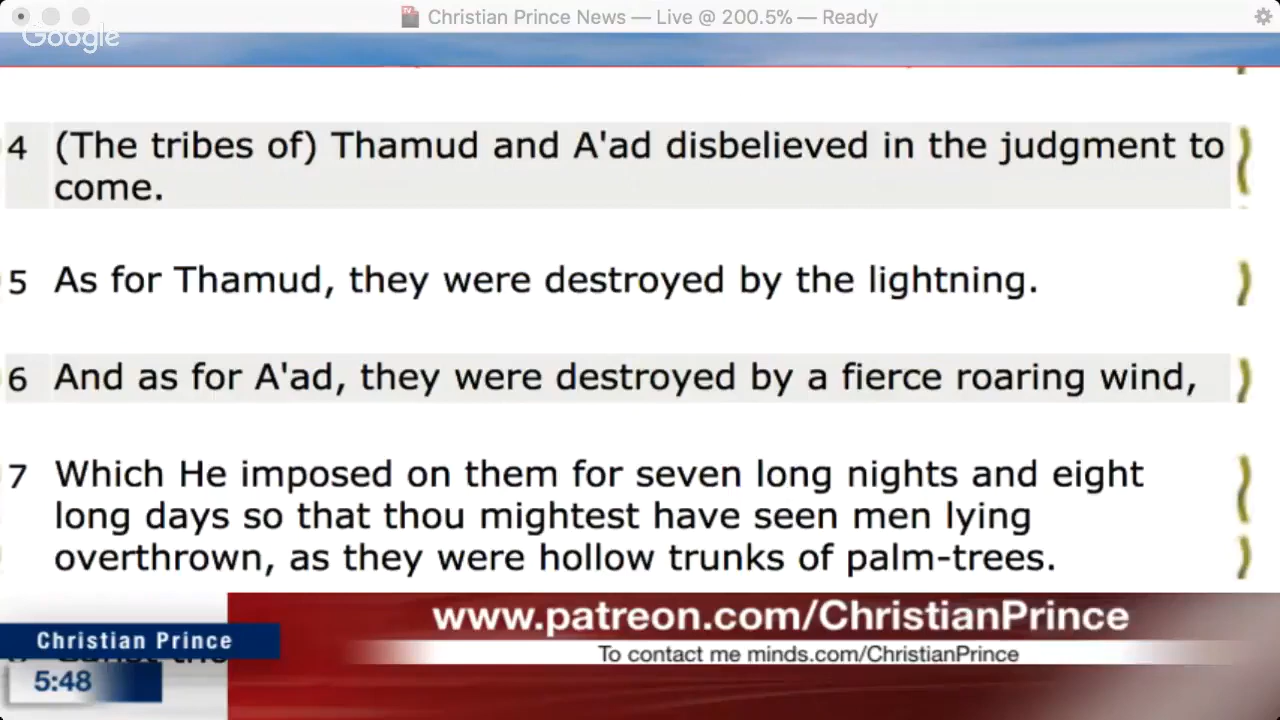 Christian Prince News — Live @ 200.5% — Ready
Google
4 (The tribes of) Thamud and A'ad disbelieved in the judgment to
come.
5 As for Thamud, they were destroyed by the lightning.
6 And as for A'ad, they were destroyed by a fierce roaring wind,
7 Which He imposed on them for seven long nights and eight
long days so that thou mightest have seen men lying
overthrown, as they were hollow trunks of palm-trees.
www.patreon.com/ChristianPrince
Christian Prince
To contact me minds.com/ChristianPrince
5:48